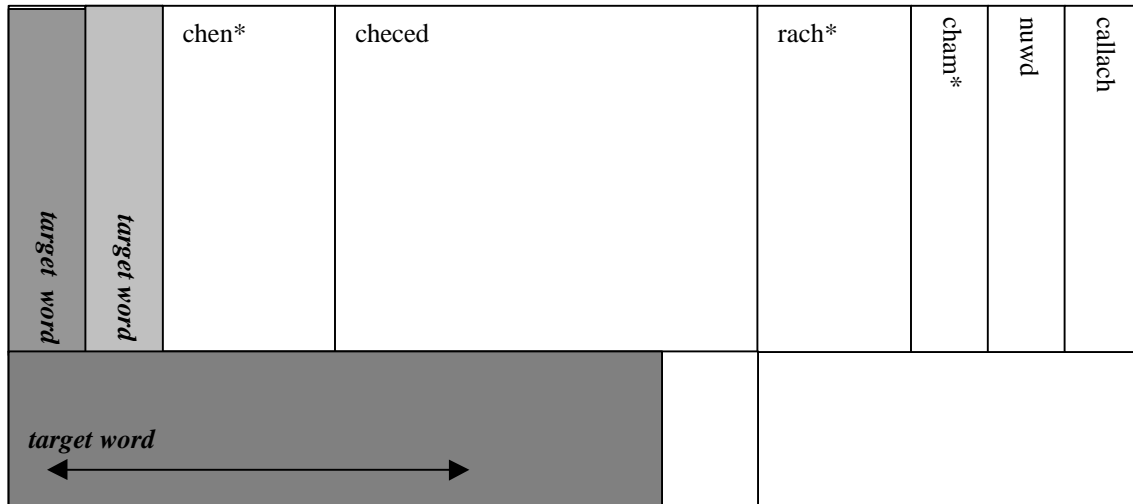 chen*
checed
rach*
cham*
nuwd
callach
target word
target word
target word